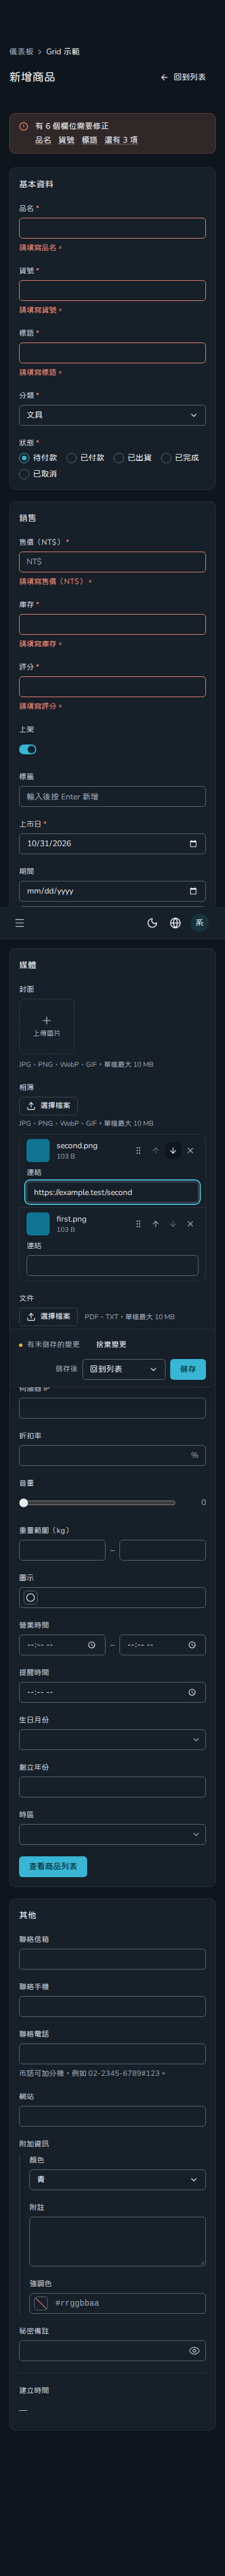 儀表板 › Grid 示範
新增商品
← 回到列表
有 6 個欄位需要修正
品名 貨號 標語 還有 3 項
基本資料
品名 *
請填寫品名。
貨號 *
請填寫貨號。
標語 *
請填寫標語。
分類 *
文具
狀態 *
待付款 已付款 已出貨 已完成
已取消
銷售
售價（NT$） *
NT$
請填寫售價（NT$）。
庫存 *
請填寫庫存。
評分 *
請填寫評分。
上架
標籤
輸入後按 Enter 新增
上市日 *
10/31/2026
期間
mm/dd/yyyy
系
媒體
封面
上傳圖片
JPG、PNG、WebP、GIF，單檔最大 10 MB
相簿
選擇檔案
JPG、PNG、WebP、GIF，單檔最大 10 MB
second.png
103 B
連結
https://example.test/second
first.png
103 B
連結
文件
選擇檔案 PDF、TXT，單檔最大 10 MB
有未儲存的變更 捨棄變更
儲存後 回到列表 儲存
伺服器 IP
折扣率
%
音量
0
重量範圍（kg）
–
圖示
營業時間
--:-- -- – --:-- --
提醒時間
--:-- --
生日月份
創立年份
時區
查看商品列表
其他
聯絡信箱
聯絡手機
聯絡電話
市話可加分機，例如 02-2345-6789#123。
網站
附加資訊
顏色
青
附註
強調色
#rrggbbaa
秘密備註
建立時間
—